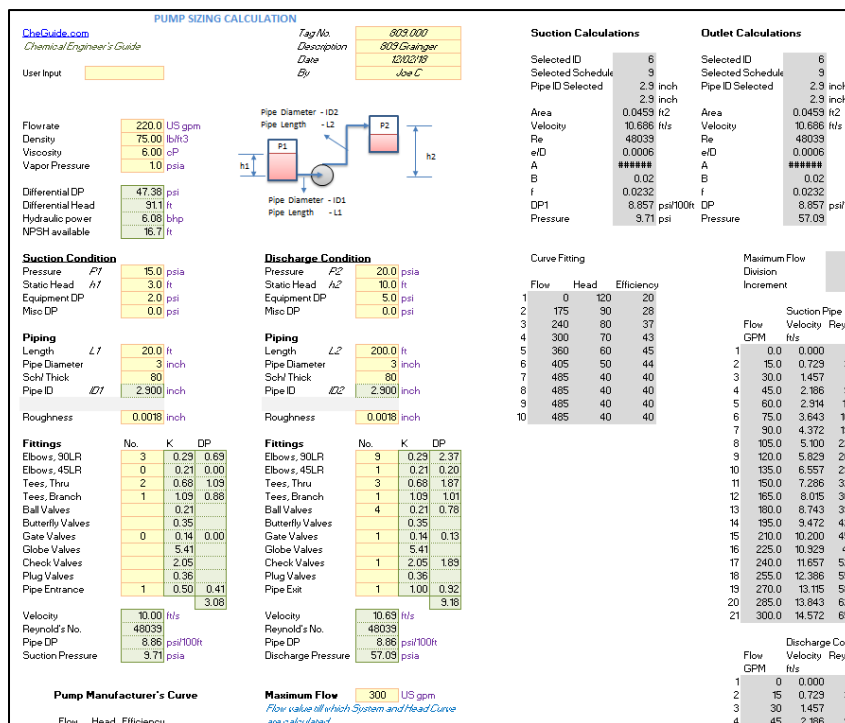 PUMP SIZING CALCULATION
CheGuide.com Tag No. 809.000
Chemical Engineer's Guide Description 809 Grainger
Date 12/02/18
User Input By Joe C
Flowrate 220.0 US gpm
Density 75.00 lb/ft3
Viscosity 6.00 cP
Vapor Pressure 1.0 psia
Differential DP 47.38 psi
Differential Head 91.1 ft
Hydraulic power 6.08 bhp
NPSH available 16.7 ft
Pipe Diameter - ID2
Pipe Length - L2
P1
P2
h1
h2
Pipe Diameter - ID1
Pipe Length - L1
Suction Condition
Pressure P1 15.0 psia
Static Head h1 3.0 ft
Equipment DP 2.0 psi
Misc DP 0.0 psi
Piping
Length L1 20.0 ft
Pipe Diameter 3 inch
Sch/ Thick 80
Pipe ID ID1 2.900 inch
Roughness 0.0018 inch
Fittings No. K DP
Elbows, 90LR 3 0.29 0.69
Elbows, 45LR 0 0.21 0.00
Tees, Thru 2 0.68 1.09
Tees, Branch 1 1.09 0.88
Ball Valves 0.21
Butterfly Valves 0.35
Gate Valves 0 0.14 0.00
Globe Valves 5.41
Check Valves 2.05
Plug Valves 0.36
Pipe Entrance 1 0.50 0.41
3.08
Velocity 10.00 ft/s
Reynold's No. 48039
Pipe DP 8.86 psi/100ft
Suction Pressure 9.71 psia
Pump Manufacturer's Curve
Flow Head Efficiency
Discharge Condition
Pressure P2 20.0 psia
Static Head h2 10.0 ft
Equipment DP 5.0 psi
Misc DP 0.0 psi
Piping
Length L2 200.0 ft
Pipe Diameter 3 inch
Sch/ Thick 80
Pipe ID ID2 2.900 inch
Roughness 0.0018 inch
Fittings No. K DP
Elbows, 90LR 9 0.29 2.37
Elbows, 45LR 1 0.21 0.20
Tees, Thru 3 0.68 1.87
Tees, Branch 1 1.09 1.01
Ball Valves 4 0.21 0.78
Butterfly Valves 0.35
Gate Valves 1 0.14 0.13
Globe Valves 5.41
Check Valves 1 2.05 1.89
Plug Valves 0.36
Pipe Exit 1 1.00 0.92
9.18
Velocity 10.69 ft/s
Reynold's No. 48039
Pipe DP 8.86 psi/100ft
Discharge Pressure 57.09 psia
Maximum Flow 300 US gpm
Flow value till which System and Head Curve
are calculated
Suction Calculations
Selected ID 6
Selected Schedule 9
Pipe ID Selected 2.9 inch
2.9 inch
Area 0.0459 ft2
Velocity 10.686 ft/s
Re 48039
e/D 0.0006
A ######
B 0.02
f 0.0232
DP1 8.857 psi/100ft
Pressure 9.71 psi
Outlet Calculations
Selected ID 6
Selected Schedule 9
Pipe ID Selected 2.9 inch
2.9 inch
Area 0.0459 ft2
Velocity 10.686 ft/s
Re 48039
e/D 0.0006
A ######
B 0.02
f 0.0232
DP 8.857 psi/
Pressure 57.09
Curve Fitting
Flow Head Efficiency
1 0 120 20
2 175 90 28
3 240 80 37
4 300 70 43
5 360 60 45
6 405 50 44
7 485 40 40
8 485 40 40
9 485 40 40
10 485 40 40
Maximum Flow
Division
Increment
Suction Pipe
Flow Velocity Rey
GPM ft/s
1 0.0 0.000
2 15.0 0.729
3 30.0 1.457
4 45.0 2.186
5 60.0 2.914
6 75.0 3.643
7 90.0 4.372
8 105.0 5.100
9 120.0 5.829
10 135.0 6.557
11 150.0 7.286
12 165.0 8.015
13 180.0 8.743
14 195.0 9.472
15 210.0 10.200
16 225.0 10.929
17 240.0 11.657
18 255.0 12.386
19 270.0 13.115
20 285.0 13.843
21 300.0 14.572
Discharge Co
Flow Velocity Rey
GPM ft/s
1 0 0.000
2 15 0.729
3 30 1.457
4 45 2.186